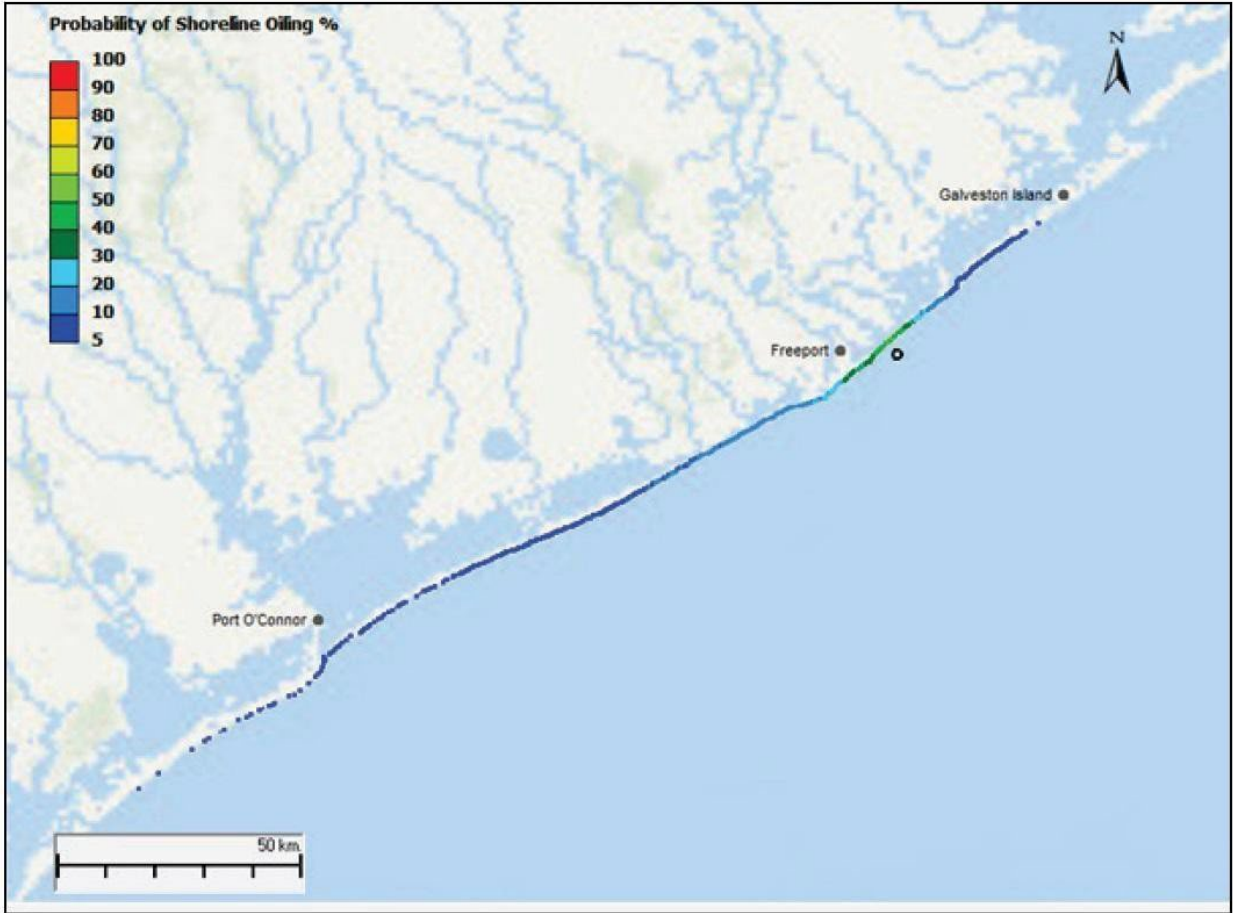 Probability of Shoreline Oiling %
100
90
80
70
60
50
40
30
20
10
5
N
Galveston Island
Freeport
Port O'Connor
50 km.